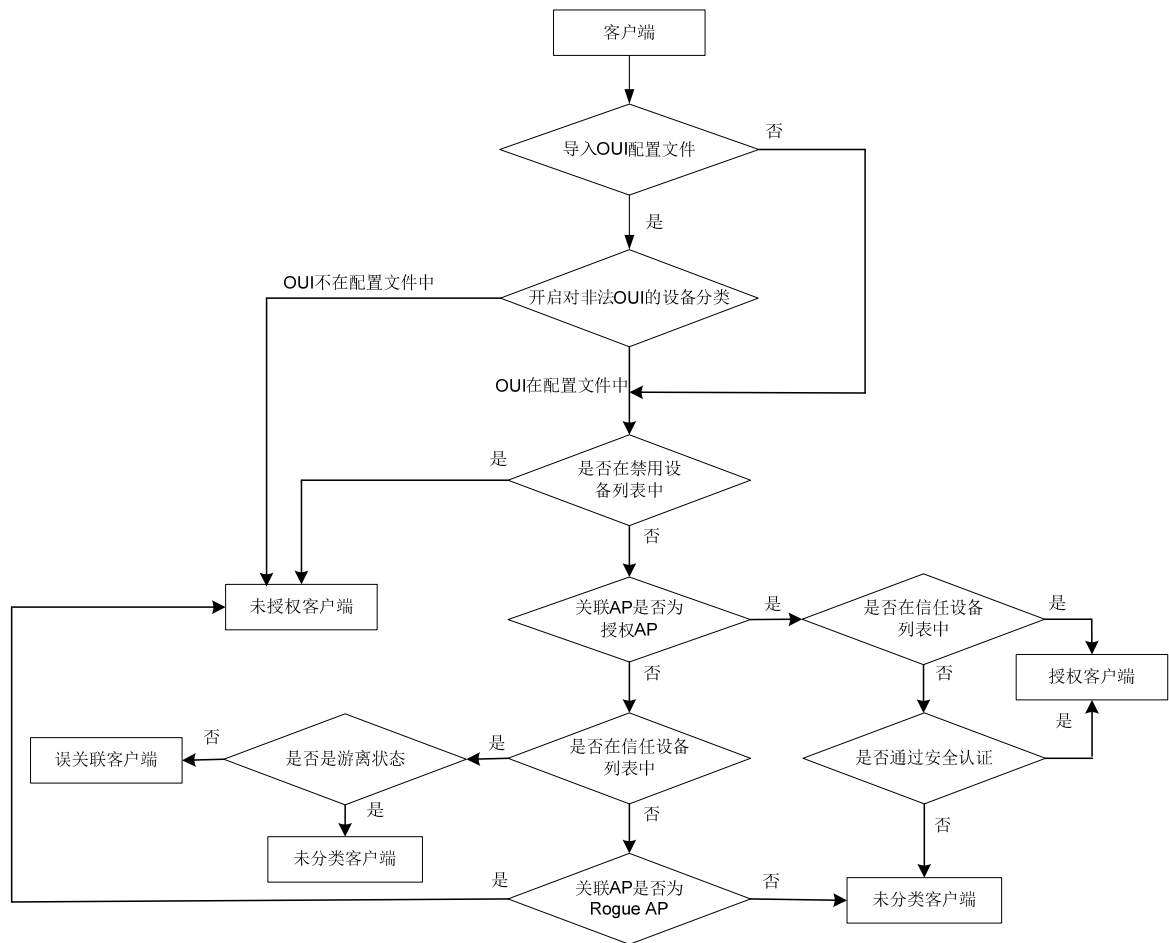 客户端
导入OUI配置文件
否
是
OUI不在配置文件中
开启对非法OUI的设备分类
OUI在配置文件中
是
是否在禁用设
备列表中
否
未授权客户端
关联AP是否为
授权AP
是
是否在信任设备
列表中
是
授权客户端
否
否
误关联客户端
否
是否是游离状态
是
是否在信任设备
列表中
是否通过安全认证
是
是
未分类客户端
否
否
是
关联AP是否为
Rogue AP
否
未分类客户端